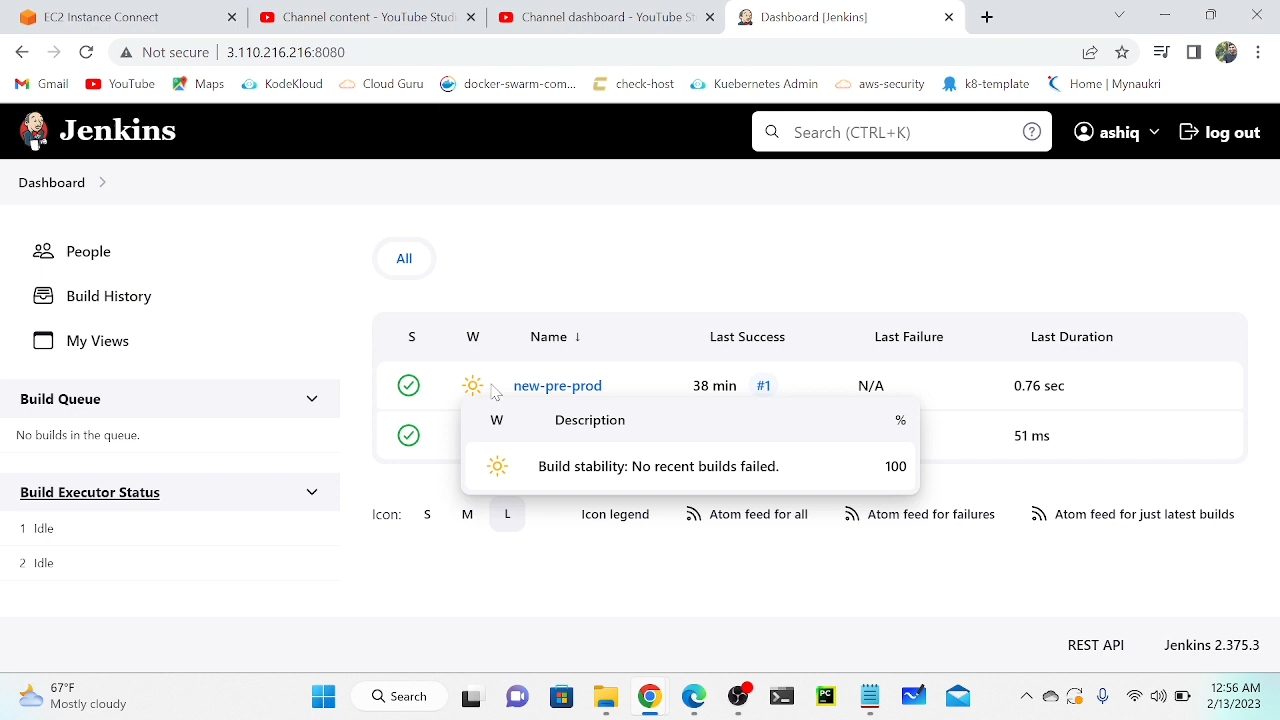 EC2 Instance Connect
Channel content - YouTube Studi
Channel dashboard - YouTube St
Dashboard [Jenkins]
Not secure
3.110.216.216:8080
Gmail
YouTube
Maps
KodeKloud
Cloud Guru
docker-swarm-com...
check-host
Kuebernetes Admin
aws-security
k8-template
Home | Mynaukri
Jenkins
Search (CTRL+K)
ashiq
log out
Dashboard
People
Build History
My Views
Build Queue
No builds in the queue.
Build Executor Status
1 Idle
2 Idle
All
S W Name ↓ Last Success Last Failure Last Duration
new-pre-prod 38 min #1 N/A 0.76 sec
51 ms
W Description %
Build stability: No recent builds failed. 100
Icon: S M L
Icon legend
Atom feed for all
Atom feed for failures
Atom feed for just latest builds
REST API
Jenkins 2.375.3
67°F
Mostly cloudy
Search
PC
12:56 AM
2/13/2023